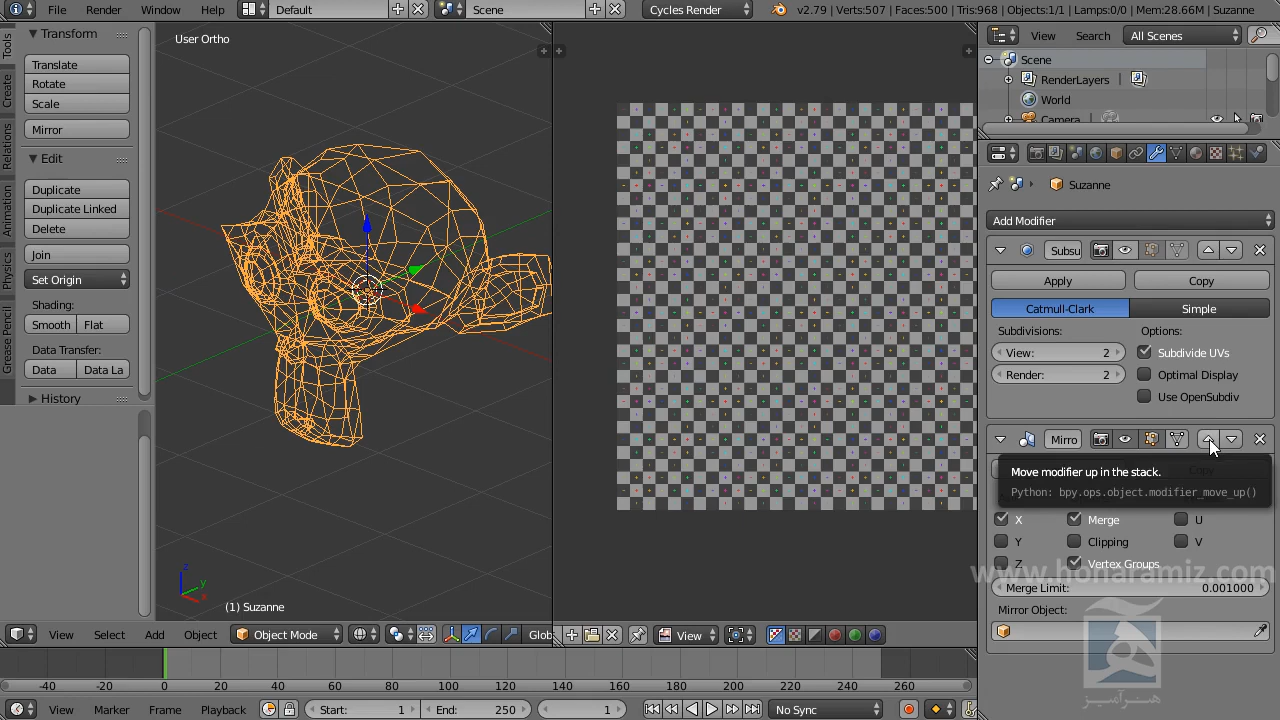 File Render Window Help Default Scene Cycles Render v2.79 | Verts:507 | Faces:500 | Tris:968 | Objects:1/1 | Lamps:0/0 | Mem:28.66M | Suzanne
Tools
Create
Relations
Animation
Physics
Grease Pencil
Transform
Translate
Rotate
Scale
Mirror
Edit
Duplicate
Duplicate Linked
Delete
Join
Set Origin
Shading:
Smooth Flat
Data Transfer:
Data Data La
History
User Ortho
z
y
x
(1) Suzanne
View Select Add Object Object Mode Glob
View
View Search All Scenes
Scene
RenderLayers
World
Camera
Suzanne
Add Modifier
Subsu
Apply Copy
Catmull-Clark Simple
Subdivisions: Options:
View: 2 Subdivide UVs
Render: 2 Optimal Display
Use OpenSubdiv
Mirro
Copy
Move modifier up in the stack.
Python: bpy.ops.object.modifier_move_up()
X Merge U
Y Clipping V
Z Vertex Groups
www.honaramiz.com
Merge Limit: 0.001000
Mirror Object:
هنرآمیز
-40 -20 0 20 40 60 80 100 120 140 160 180 200 220 240 260
View Marker Frame Playback Start: 1 End: 250 1 No Sync